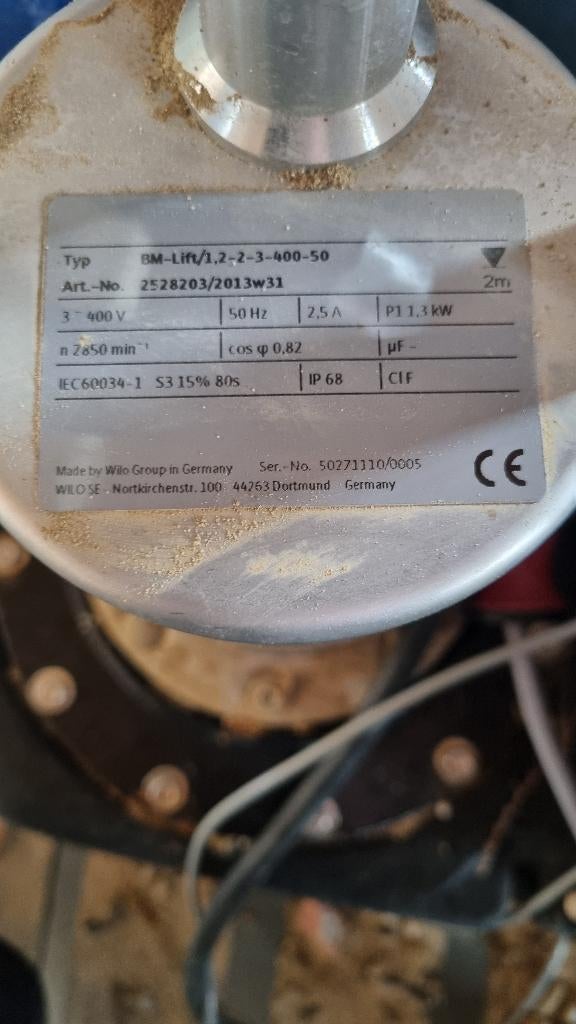 Typ BM-Lift/1,2-2-3-400-50
Art.-No. 2528203/2013w31
2m
3~ 400 V 50 Hz 2,5 A P1 1,3 kW
n 2850 min⁻¹ cos φ 0,82 µF -
IEC60034-1 S3 15% 80s IP 68 Cl F
Made by Wilo Group in Germany Ser.-No. 50271110/0005
WILO SE - Nortkirchenstr. 100 44263 Dortmund Germany
CE